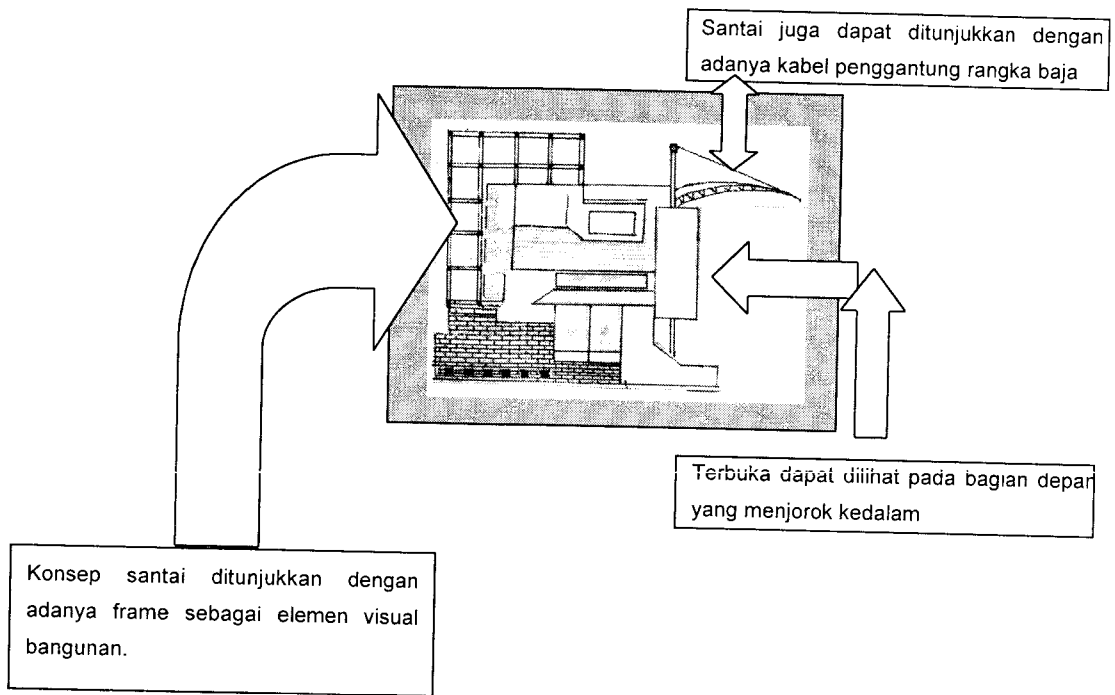 Santai juga dapat ditunjukkan dengan
adanya kabel penggantung rangka baja
Terbuka dapat dilihat pada bagian depan
yang menjorok kedalam
Konsep santai ditunjukkan dengan
adanya frame sebagai elemen visual
bangunan.